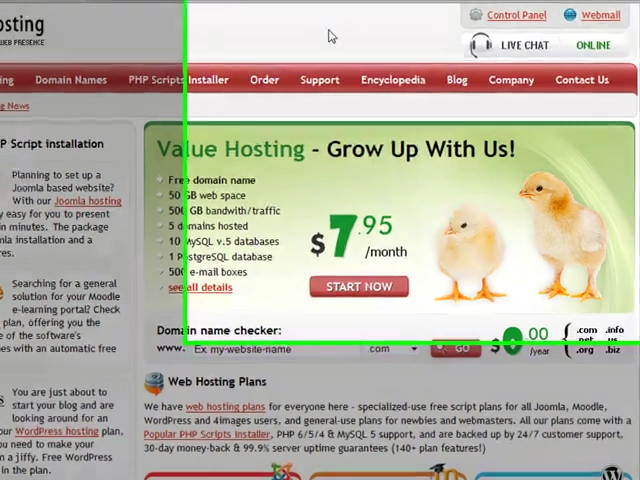 osting
WEB PRESENCE
Control Panel
Webmail
LIVE CHAT ONLINE
ing Domain Names PHP Scripts Installer Order Support Encyclopedia Blog Company Contact Us
ng News
P Script installation
Planning to set up a
Joomla based website?
With our Joomla hosting
y easy for you to present
n minutes. The package
mla installation and a
res.
Searching for a general
solution for your Moodle
e-learning portal? Check
plan, offering you the
e of the software's
es with an automatic free
You are just about to
start your blog and are
looking around for an
our WordPress hosting plan,
ou need to make your
a jiffy. Free WordPress
d in the plan.
Value Hosting - Grow Up With Us!
Free domain name
50 GB web space
500 GB bandwith/traffic
5 domains hosted
10 MySQL v.5 databases
1 PostgreSQL database
500 e-mail boxes
see all details
$7.95
/month
START NOW
Domain name checker:
www. Ex. my-website-name .com GO
$ .00 /year
.com .info
.net .us
.org .biz
Web Hosting Plans
We have web hosting plans for everyone here - specialized-use free script plans for all Joomla, Moodle,
WordPress and 4images users, and general-use plans for newbies and webmasters. All our plans come with a
Popular PHP Scripts Installer, PHP 6/5/4 & MySQL 5 support, and are backed up by 24/7 customer support,
30-day money-back & 99.9% server uptime guarantees (140+ plan features!)